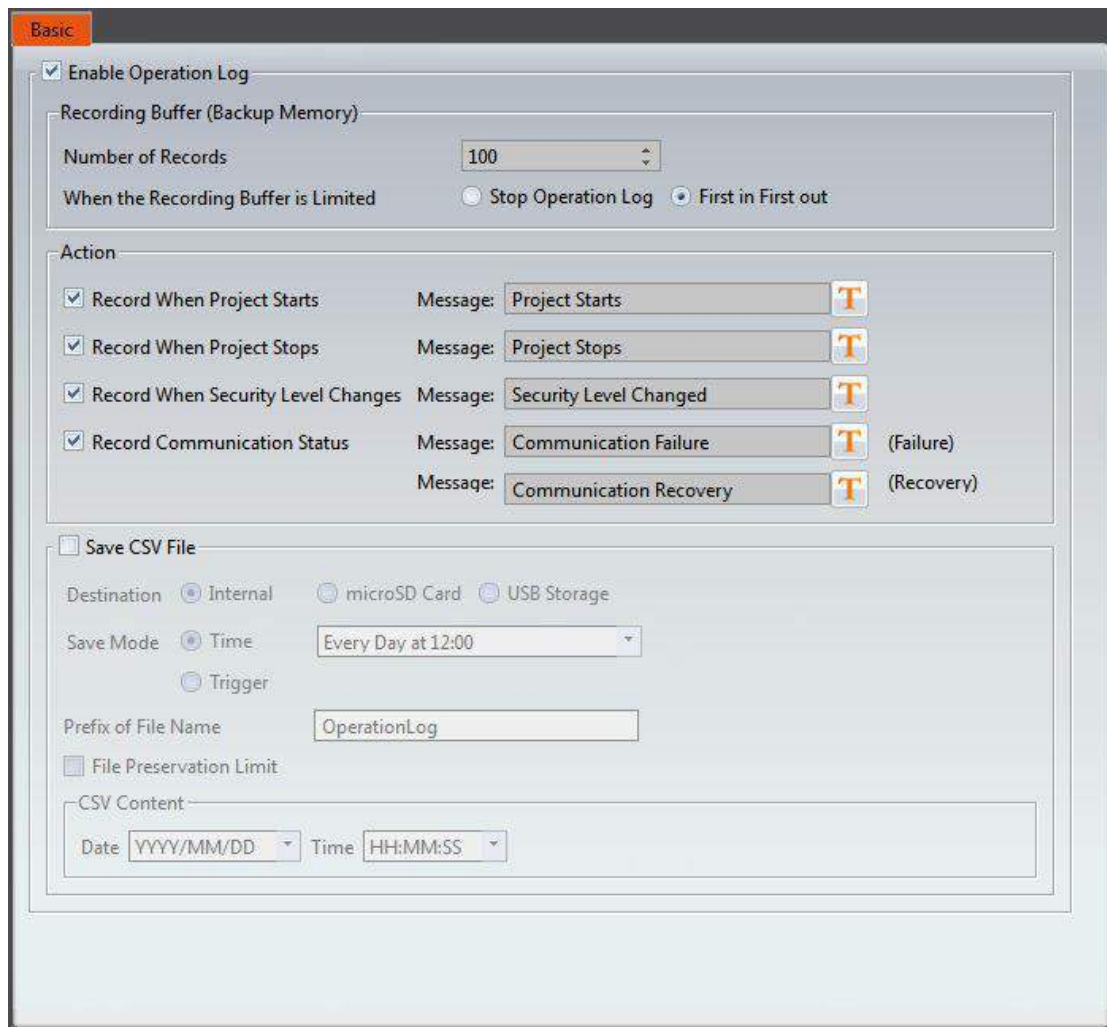 Basic
Enable Operation Log
Recording Buffer (Backup Memory)
Number of Records 100
When the Recording Buffer is Limited Stop Operation Log First in First out
Action
Record When Project Starts Message: Project Starts T
Record When Project Stops Message: Project Stops T
Record When Security Level Changes Message: Security Level Changed T
Record Communication Status Message: Communication Failure T (Failure)
Message: Communication Recovery T (Recovery)
Save CSV File
Destination Internal microSD Card USB Storage
Save Mode Time Every Day at 12:00
Trigger
Prefix of File Name OperationLog
File Preservation Limit
CSV Content
Date YYYY/MM/DD Time HH:MM:SS